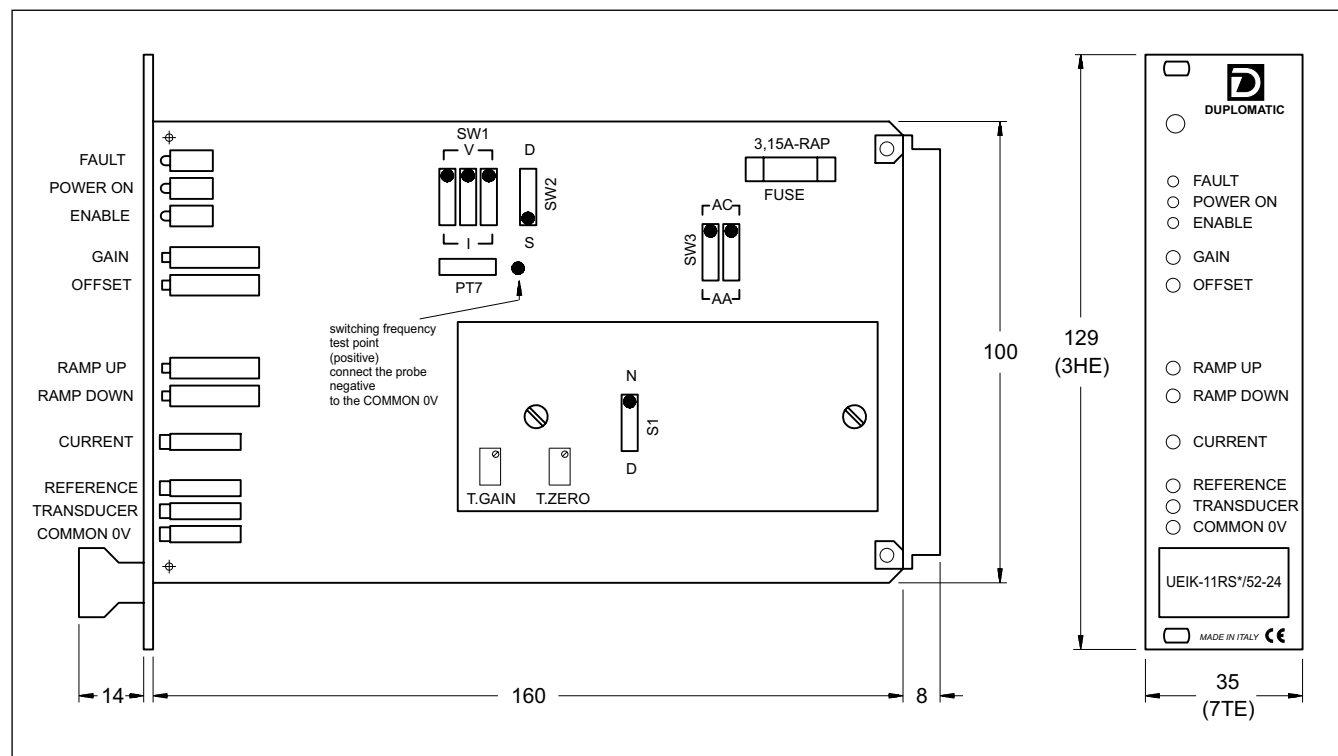 FAULT
POWER ON
ENABLE
GAIN
OFFSET
RAMP UP
RAMP DOWN
CURRENT
REFERENCE
TRANSDUCER
COMMON 0V
SW1
V
I
PT7
D
SW2
S
switching frequency
test point
(positive)
connect the probe
negative
to the COMMON 0V
3,15A-RAP
FUSE
AC
SW3
AA
N
S1
D
T.GAIN
T.ZERO
14
160
8
100
129
(3HE)
D
DUPLOMATIC
FAULT
POWER ON
ENABLE
GAIN
OFFSET
RAMP UP
RAMP DOWN
CURRENT
REFERENCE
TRANSDUCER
COMMON 0V
UEIK-11RS*/52-24
MADE IN ITALY CE
35
(7TE)